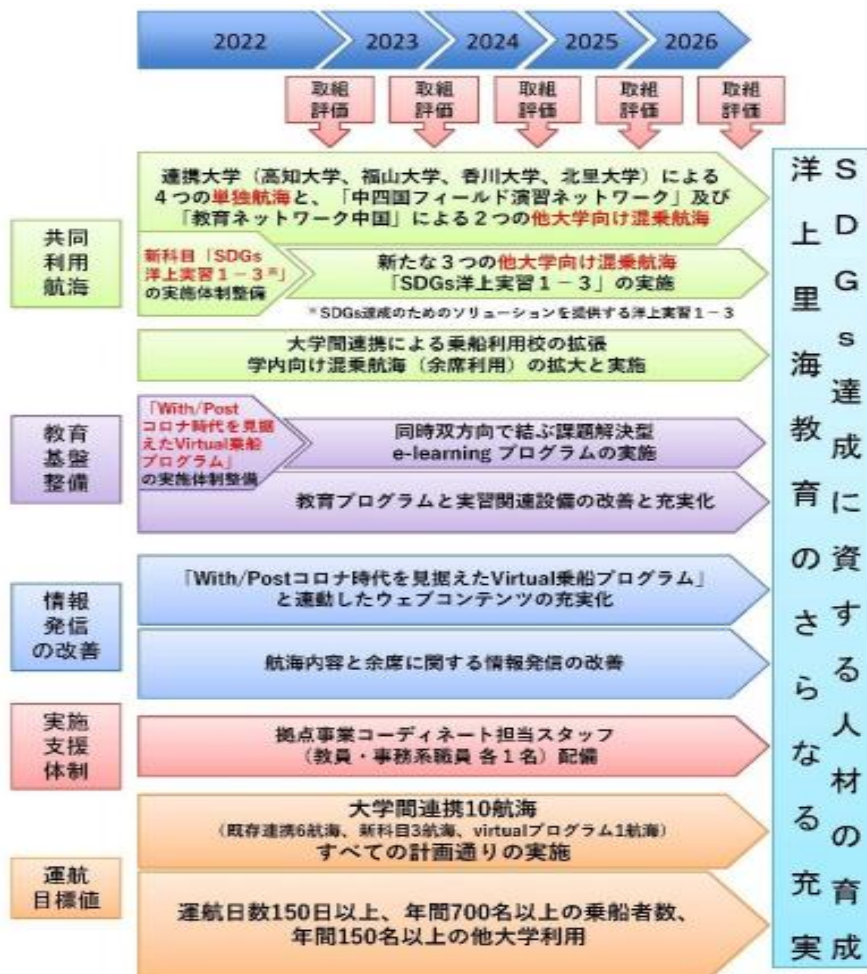 2022
2023
2024
2025
2026
取組
評価
取組
評価
取組
評価
取組
評価
取組
評価
共同
利用
航海
連携大学（高知大学、福山大学、香川大学、北里大学）による
４つの単独航海と、「中四国フィールド演習ネットワーク」及び
「教育ネットワーク中国」による２つの他大学向け混乗航海
新科目「SDGs
洋上実習１－３※」
の実施体制整備
新たな３つの他大学向け混乗航海
「SDGs洋上実習１－３」の実施
※SDGs達成のためのソリューションを提供する洋上実習１－３
大学間連携による乗船利用校の拡張
学内向け混乗航海（余席利用）の拡大と実施
教育
基盤
整備
「With/Post
コロナ時代を見据
えたVirtual乗船
プログラム」
の実施体制整備
同時双方向で結ぶ課題解決型
e-learning プログラムの実施
教育プログラムと実習関連設備の改善と充実化
情報
発信
の改善
「With/Postコロナ時代を見据えたVirtual乗船プログラム」
と連動したウェブコンテンツの充実化
航海内容と余席に関する情報発信の改善
実施
支援
体制
拠点事業コーディネート担当スタッフ
（教員・事務系職員 各１名）配備
運航
目標値
大学間連携10航海
（既存連携6航海、新科目3航海、virtualプログラム1航海）
すべての計画通りの実施
運航日数150日以上、年間700名以上の乗船者数、
年間150名以上の他大学利用
SDGs達成に資する人材の育成
洋上里海教育のさらなる充実